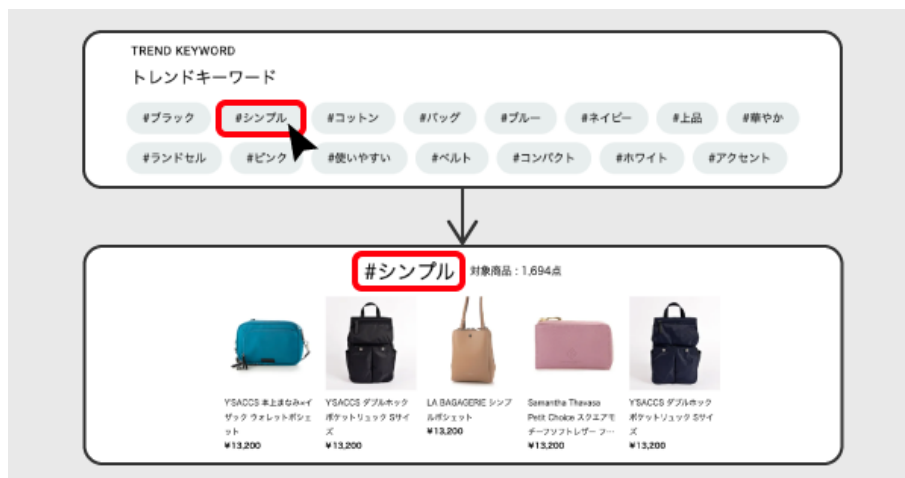 TREND KEYWORD
トレンドキーワード
#ブラック #シンプル #コットン #バッグ #ブルー #ネイビー #上品 #華やか
#ランドセル #ピンク #使いやすい #ベルト #コンパクト #ホワイト #アクセント
#シンプル 対象商品:1,694点
Y'SACCS 本上まなみ×イ
ザック ウォレットポシェ
ット
¥13,200
Y'SACCS ダブルホック
ポケットリュック Sサイ
ズ
¥13,200
LA BAGAGERIE シンプ
ルポシェット
¥13,200
Samantha Thavasa
Petit Choice スクエアモ
チーフソフトレザー フ…
¥13,200
Y'SACCS ダブルホック
ポケットリュック Sサイ
ズ
¥13,200